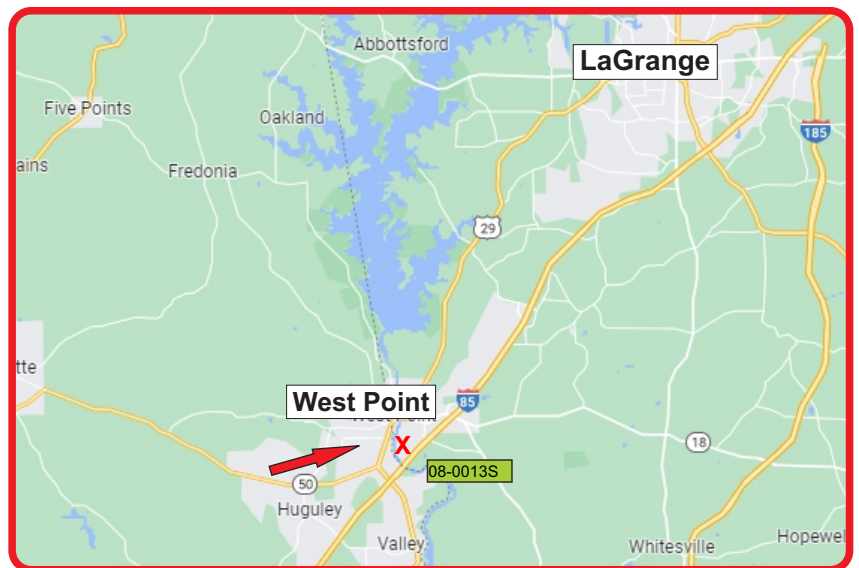 Abbottsford
LaGrange
Five Points
Oakland
185
ains
Fredonia
29
tte
West Point
85
X
18
08-0013S
50
Huguley
Valley
Whitesville
Hopewel